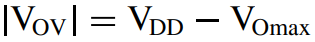 |V_OV| = V_DD − V_Omax